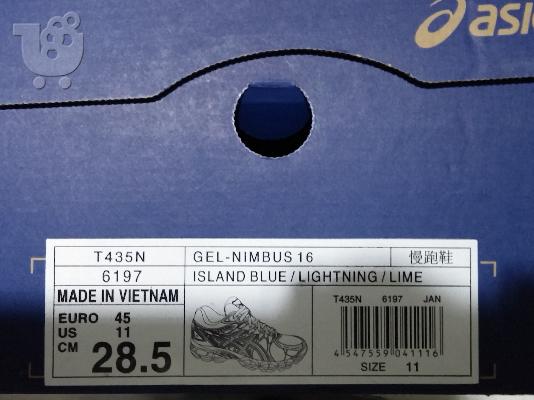 asic
T435N GEL-NIMBUS 16 慢跑鞋
6197 ISLAND BLUE / LIGHTNING / LIME
MADE IN VIETNAM
EURO 45
US 11
CM 28.5
T435N 6197 JAN
4 547559 041116
SIZE 11